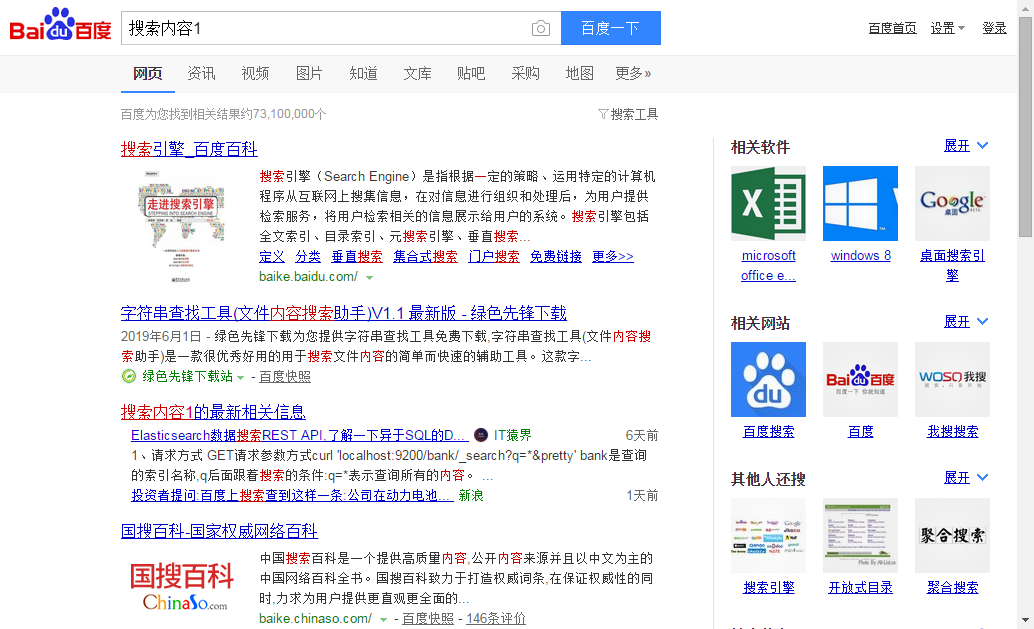 Bai du 百度
搜索内容1
百度一下
百度首页 设置 登录
网页 资讯 视频 图片 知道 文库 贴吧 采购 地图 更多»
百度为您找到相关结果约73,100,000个
搜索工具
搜索引擎_百度百科
走进搜索引擎
STEPPING INTO SEARCH ENGINE
搜索引擎（Search Engine）是指根据一定的策略、运用特定的计算机
程序从互联网上搜集信息，在对信息进行组织和处理后，为用户提供
检索服务，将用户检索相关的信息展示给用户的系统。搜索引擎包括
全文索引、目录索引、元搜索引擎、垂直搜索...
定义 分类 垂直搜索 集合式搜索 门户搜索 免费链接 更多>>
baike.baidu.com/
字符串查找工具(文件内容搜索助手)V1.1 最新版 - 绿色先锋下载
2019年6月1日 - 绿色先锋下载为您提供字符串查找工具免费下载,字符串查找工具(文件内容搜
索助手)是一款很优秀好用的用于搜索文件内容的简单而快速的辅助工具。这款字...
绿色先锋下载站 - 百度快照
搜索内容1的最新相关信息
Elasticsearch数据搜索REST API,了解一下异于SQL的D... IT猿界 6天前
1、请求方式 GET请求参数方式curl 'localhost:9200/bank/_search?q=*&pretty' bank是查询
的索引名称,q后面跟着搜索的条件:q=*表示查询所有的内容。 ...
投资者提问:百度上搜索查到这样一条:公司在动力电池... 新浪 1天前
国搜百科-国家权威网络百科
国搜百科
ChinaSo.com
中国搜索百科是一个提供高质量内容,公开内容来源并且以中文为主的
中国网络百科全书。国搜百科致力于打造权威词条,在保证权威性的同
时,力求为用户提供更直观更全面的...
baike.chinaso.com/ - 百度快照 - 146条评价
相关软件 展开
Google
桌面
microsoft
office e...
windows 8
桌面搜索引
擎
相关网站 展开
du
Bai du 百度
百度一下 你就知道
WOSO 我搜
百度搜索 百度 我搜搜索
其他人还搜 展开
聚合搜索
搜索引擎 开放式目录 聚合搜索